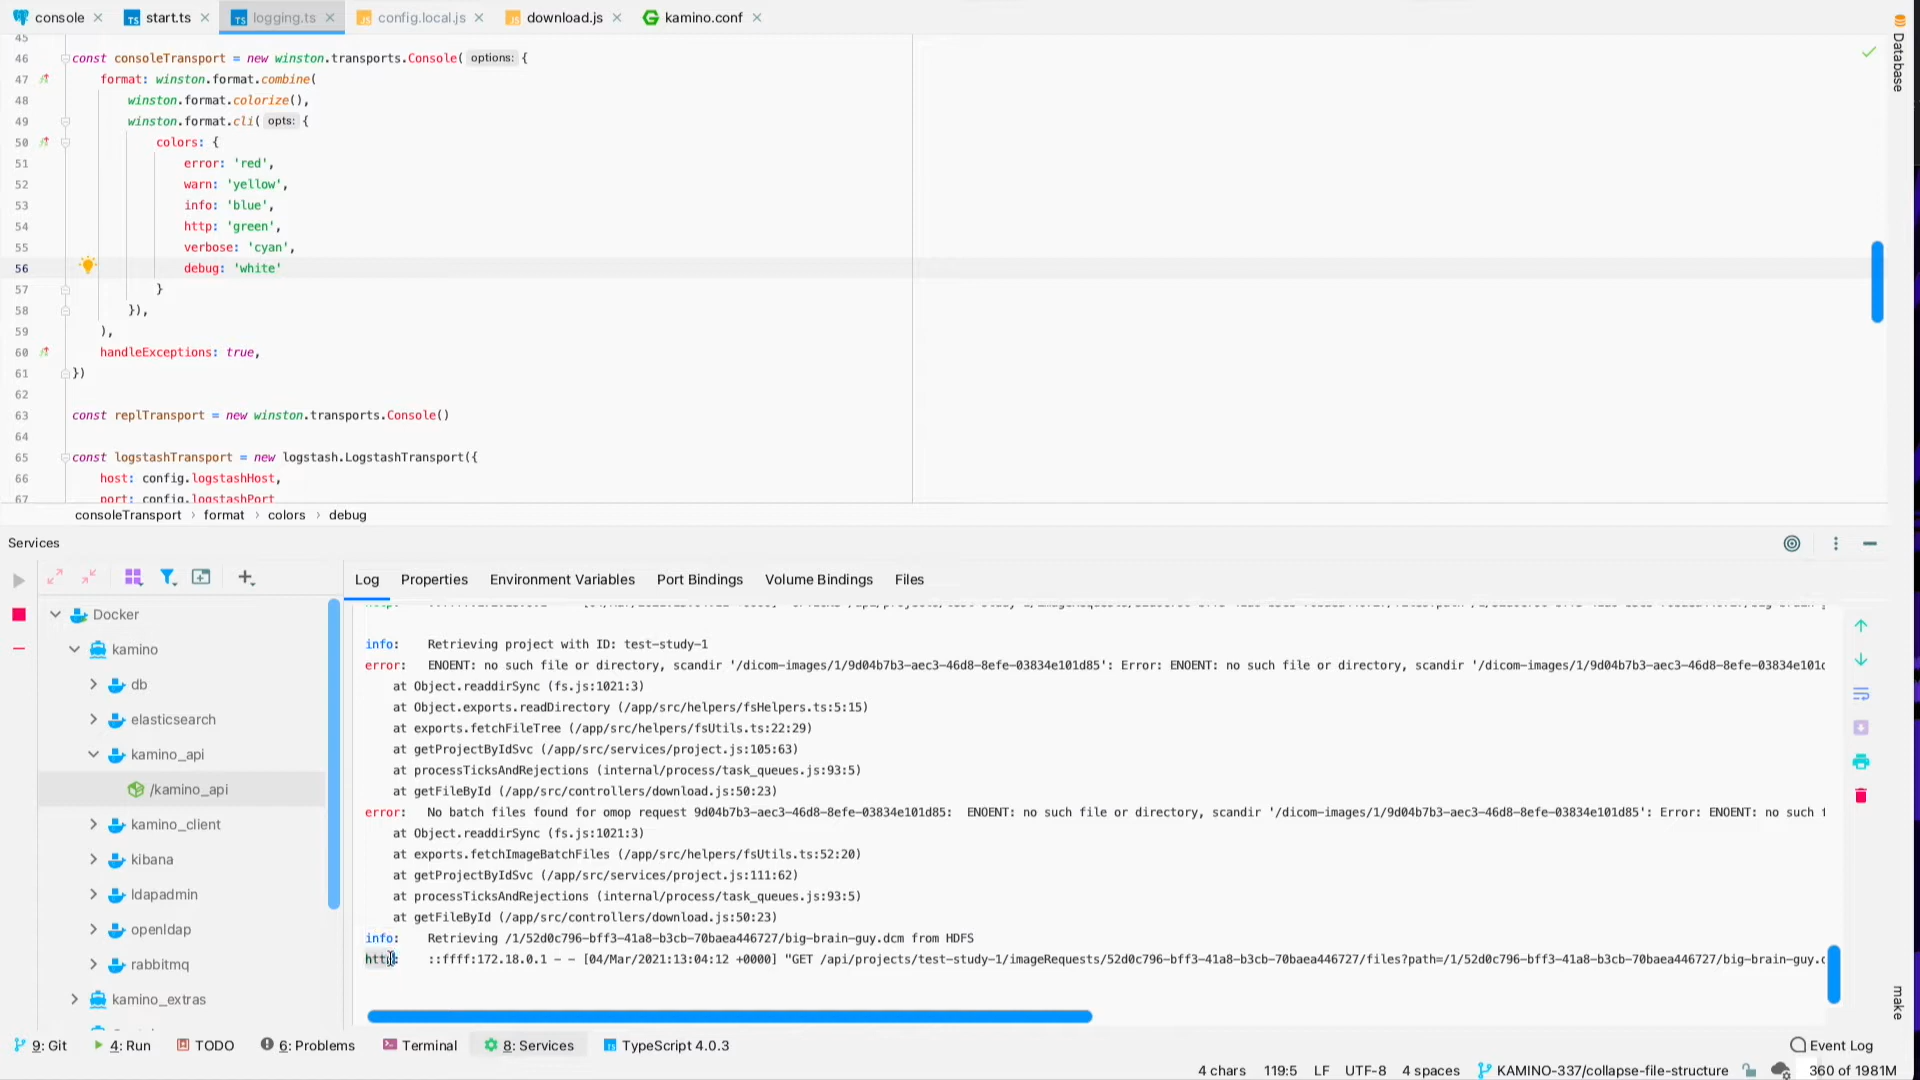 console
start.ts
logging.ts
config.local.js
download.js
kamino.conf
45
46 const consoleTransport = new winston.transports.Console( options: {
47 format: winston.format.combine(
48 winston.format.colorize(),
49 winston.format.cli( opts: {
50 colors: {
51 error: 'red',
52 warn: 'yellow',
53 info: 'blue',
54 http: 'green',
55 verbose: 'cyan',
56 debug: 'white'
57 }
58 }),
59 ),
60 handleExceptions: true,
61 })
62
63 const replTransport = new winston.transports.Console()
64
65 const logstashTransport = new logstash.LogstashTransport({
66 host: config.logstashHost,
67 port: config.logstashPort
consoleTransport › format › colors › debug
Database
Services
Log Properties Environment Variables Port Bindings Volume Bindings Files
Docker
kamino
db
elasticsearch
kamino_api
/kamino_api
kamino_client
kibana
ldapadmin
openldap
rabbitmq
kamino_extras
info: Retrieving project with ID: test-study-1
error: ENOENT: no such file or directory, scandir '/dicom-images/1/9d04b7b3-aec3-46d8-8efe-03834e101d85': Error: ENOENT: no such file or directory, scandir '/dicom-images/1/9d04b7b3-aec3-46d8-8efe-03834e101d
at Object.readdirSync (fs.js:1021:3)
at Object.exports.readDirectory (/app/src/helpers/fsHelpers.ts:5:15)
at exports.fetchFileTree (/app/src/helpers/fsUtils.ts:22:29)
at getProjectByIdSvc (/app/src/services/project.js:105:63)
at processTicksAndRejections (internal/process/task_queues.js:93:5)
at getFileById (/app/src/controllers/download.js:50:23)
error: No batch files found for omop request 9d04b7b3-aec3-46d8-8efe-03834e101d85: ENOENT: no such file or directory, scandir '/dicom-images/1/9d04b7b3-aec3-46d8-8efe-03834e101d85': Error: ENOENT: no such f
at Object.readdirSync (fs.js:1021:3)
at exports.fetchImageBatchFiles (/app/src/helpers/fsUtils.ts:52:20)
at getProjectByIdSvc (/app/src/services/project.js:111:62)
at processTicksAndRejections (internal/process/task_queues.js:93:5)
at getFileById (/app/src/controllers/download.js:50:23)
info: Retrieving /1/52d0c796-bff3-41a8-b3cb-70baea446727/big-brain-guy.dcm from HDFS
http: ::ffff:172.18.0.1 - - [04/Mar/2021:13:04:12 +0000] "GET /api/projects/test-study-1/imageRequests/52d0c796-bff3-41a8-b3cb-70baea446727/files?path=/1/52d0c796-bff3-41a8-b3cb-70baea446727/big-brain-guy.d
make
9: Git 4: Run TODO 6: Problems Terminal 8: Services TypeScript 4.0.3 Event Log
4 chars 119:5 LF UTF-8 4 spaces KAMINO-337/collapse-file-structure 360 of 1981M